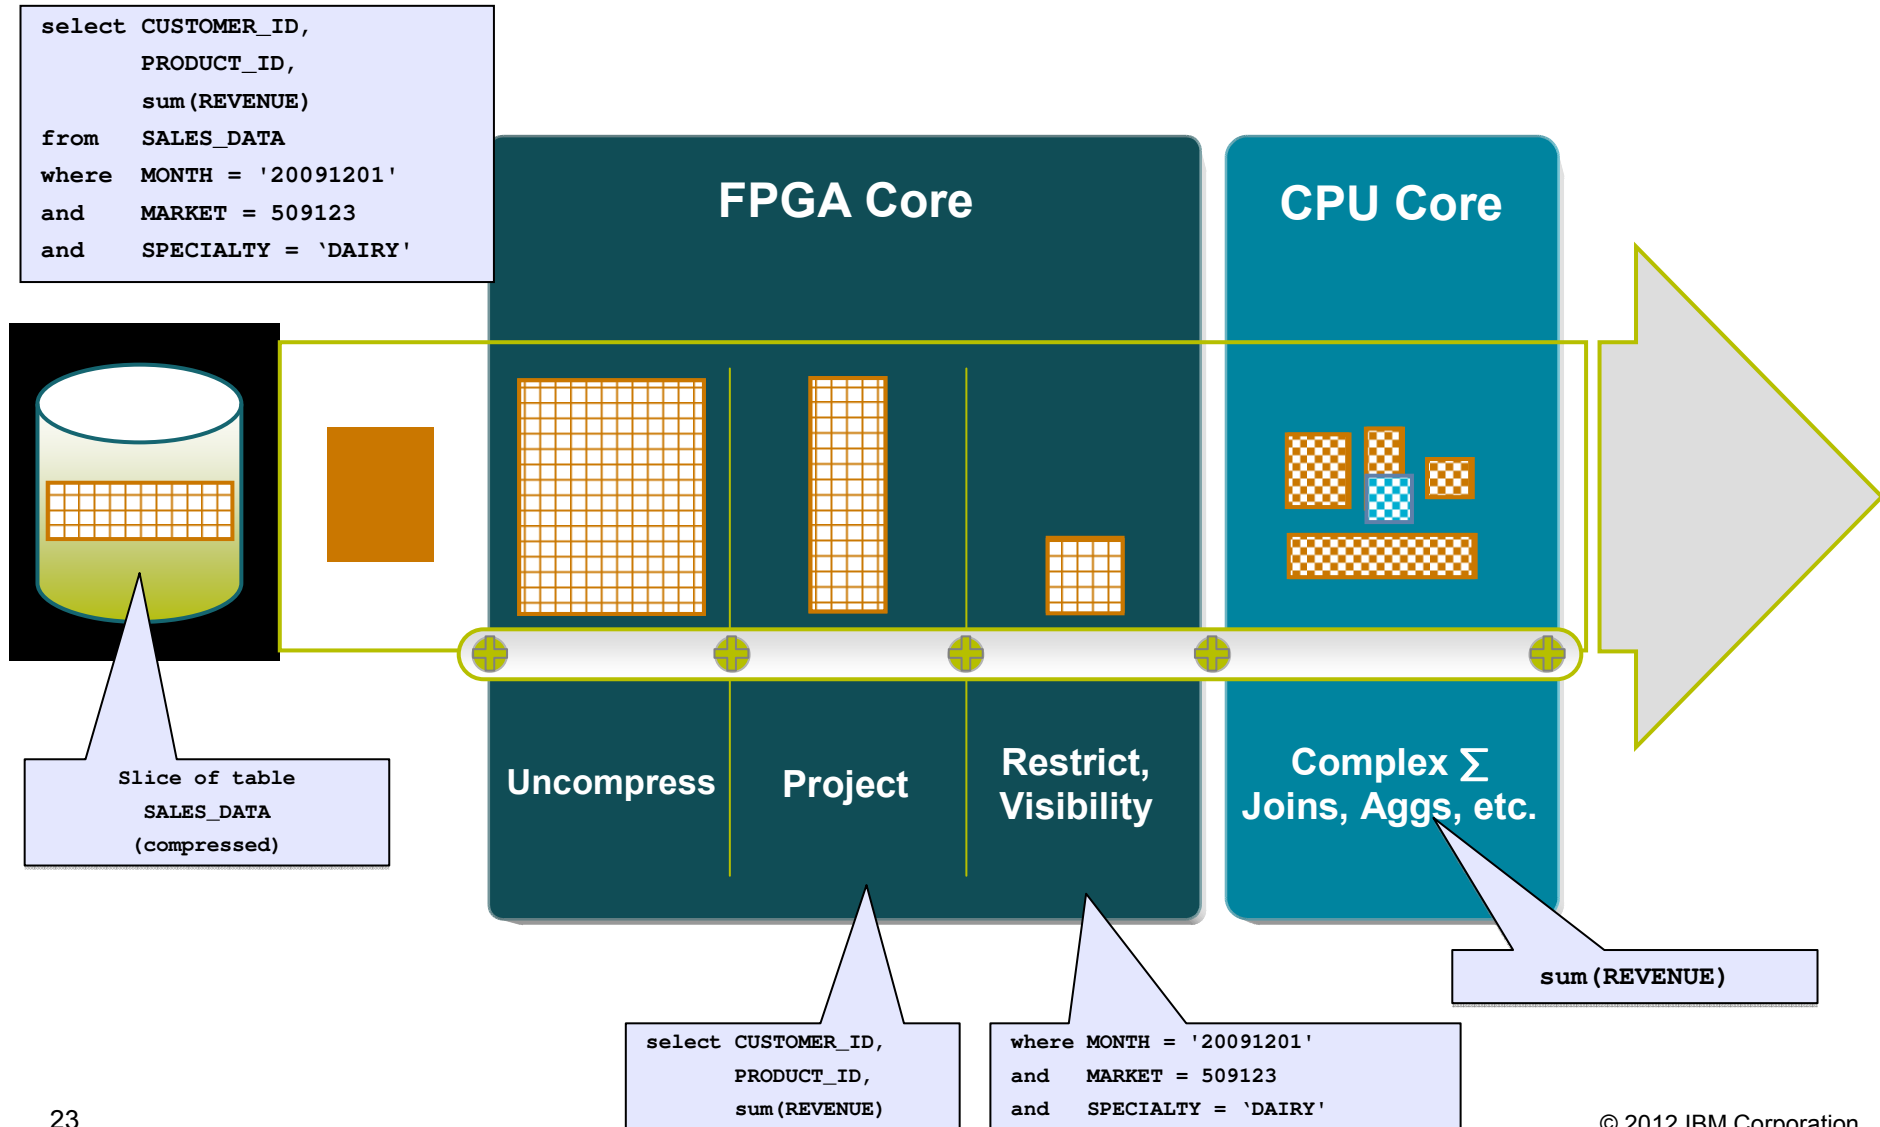 select CUSTOMER_ID,
PRODUCT_ID,
sum(REVENUE)
from SALES_DATA
where MONTH = '20091201'
and MARKET = 509123
and SPECIALTY = `DAIRY'
FPGA Core
CPU Core
Uncompress
Project
Restrict,
Visibility
Complex ∑
Joins, Aggs, etc.
Slice of table
SALES_DATA
(compressed)
sum(REVENUE)
select CUSTOMER_ID,
PRODUCT_ID,
sum(REVENUE)
where MONTH = '20091201'
and MARKET = 509123
and SPECIALTY = `DAIRY'
23
© 2012 IBM Corporation